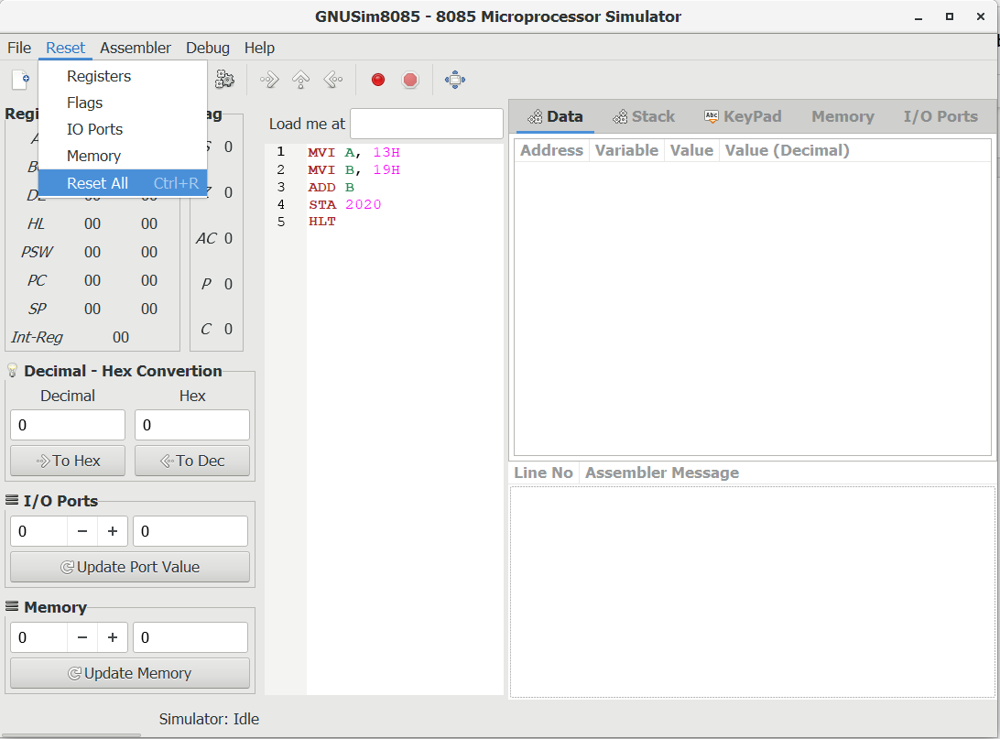 GNUSim8085 - 8085 Microprocessor Simulator
File Reset Assembler Debug Help
Registers
Flags
IO Ports
Memory
Reset All Ctrl+R
HL 00 00
PSW 00 00
PC 00 00
SP 00 00
Int-Reg 00
S 0
0
AC 0
P 0
C 0
Decimal - Hex Convertion
Decimal Hex
0 0
To Hex To Dec
I/O Ports
0 − + 0
Update Port Value
Memory
0 − + 0
Update Memory
Load me at
1 MVI A, 13H
2 MVI B, 19H
3 ADD B
4 STA 2020
5 HLT
Data Stack KeyPad Memory I/O Ports
Address Variable Value Value (Decimal)
Line No Assembler Message
Simulator: Idle